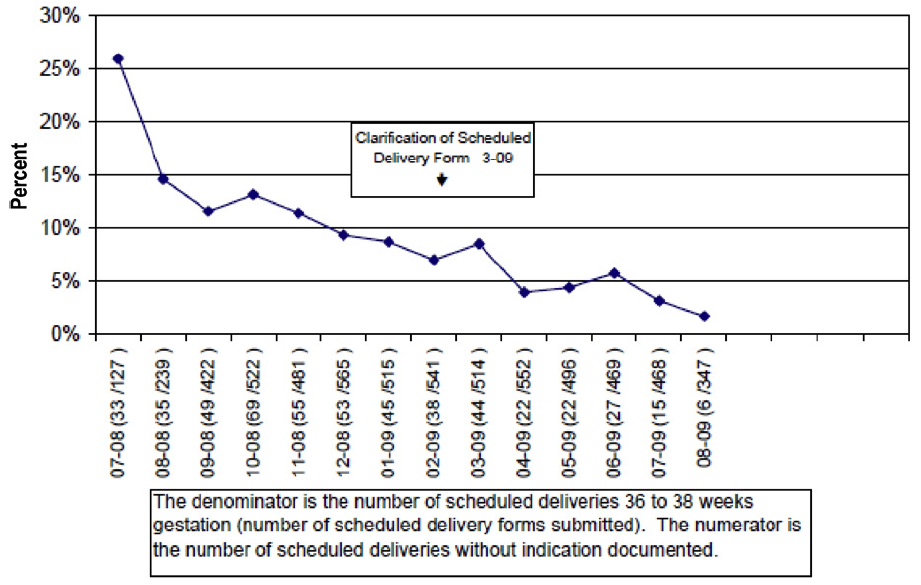 30%
25%
20%
15%
10%
5%
0%
Percent
Clarification of Scheduled
Delivery Form 3-09
07-08 (33 /127 )
08-08 (35 /239 )
09-08 (49 /422 )
10-08 (69 /522 )
11-08 (55 /481 )
12-08 (53 /565 )
01-09 (45 /515 )
02-09 (38 /541 )
03-09 (44 /514 )
04-09 (22 /552 )
05-09 (22 /496 )
06-09 (27 /469 )
07-09 (15 /468 )
08-09 (6 /347 )
The denominator is the number of scheduled deliveries 36 to 38 weeks
gestation (number of scheduled delivery forms submitted). The numerator is
the number of scheduled deliveries without indication documented.